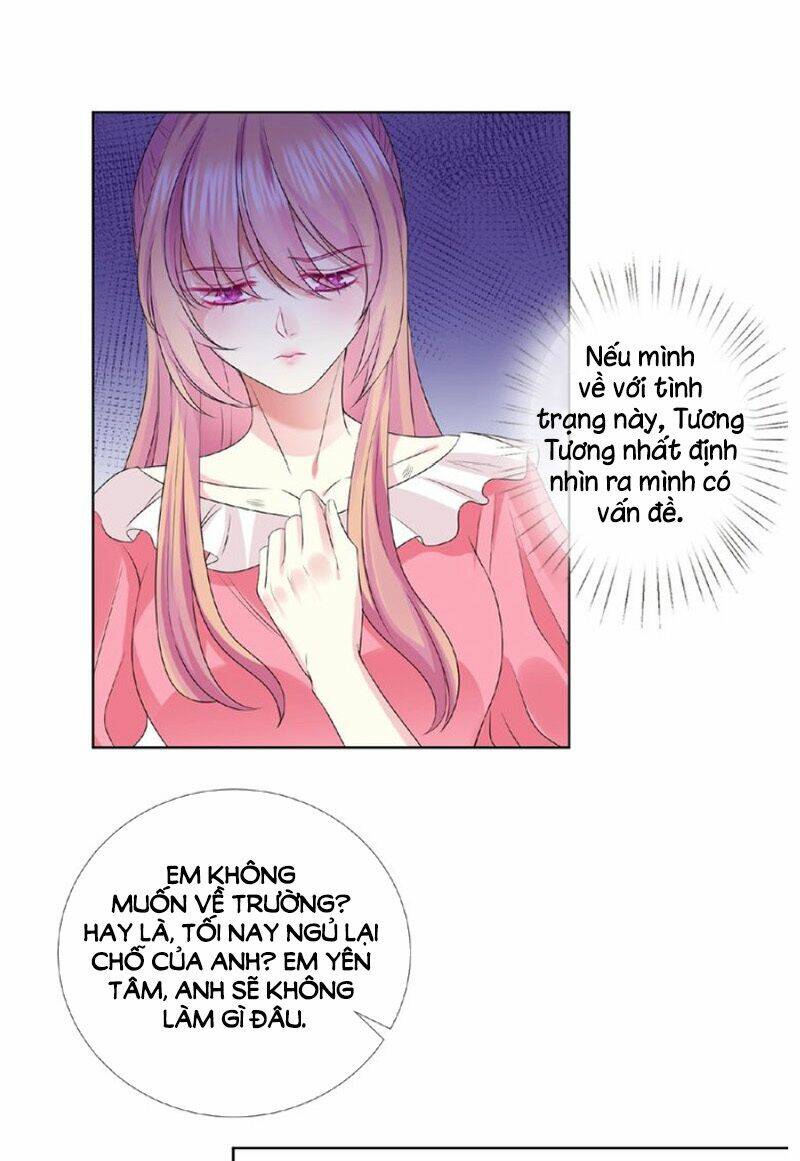 Nếu mình
về với tình
trạng này, Tương
Tương nhất định
nhìn ra mình có
vấn đề.
EM KHÔNG
MUỐN VỀ TRƯỜNG?
HAY LÀ, TỐI NAY NGỦ LẠI
CHỖ CỦA ANH? EM YÊN
TÂM, ANH SẼ KHÔNG
LÀM GÌ ĐÂU.